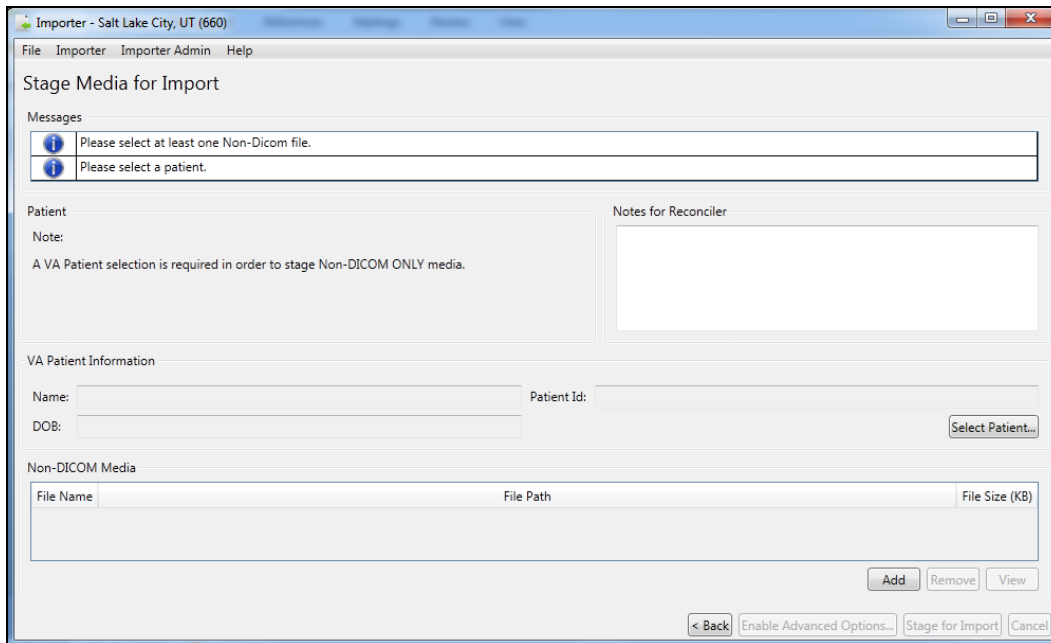 Importer - Salt Lake City, UT (660)
File Importer Importer Admin Help
Stage Media for Import
Messages
Please select at least one Non-Dicom file.
Please select a patient.
Patient
Note:
A VA Patient selection is required in order to stage Non-DICOM ONLY media.
Notes for Reconciler
VA Patient Information
Name: Patient Id:
DOB: Select Patient...
Non-DICOM Media
File Name File Path File Size (KB)
Add Remove View
< Back Enable Advanced Options... Stage for Import Cancel